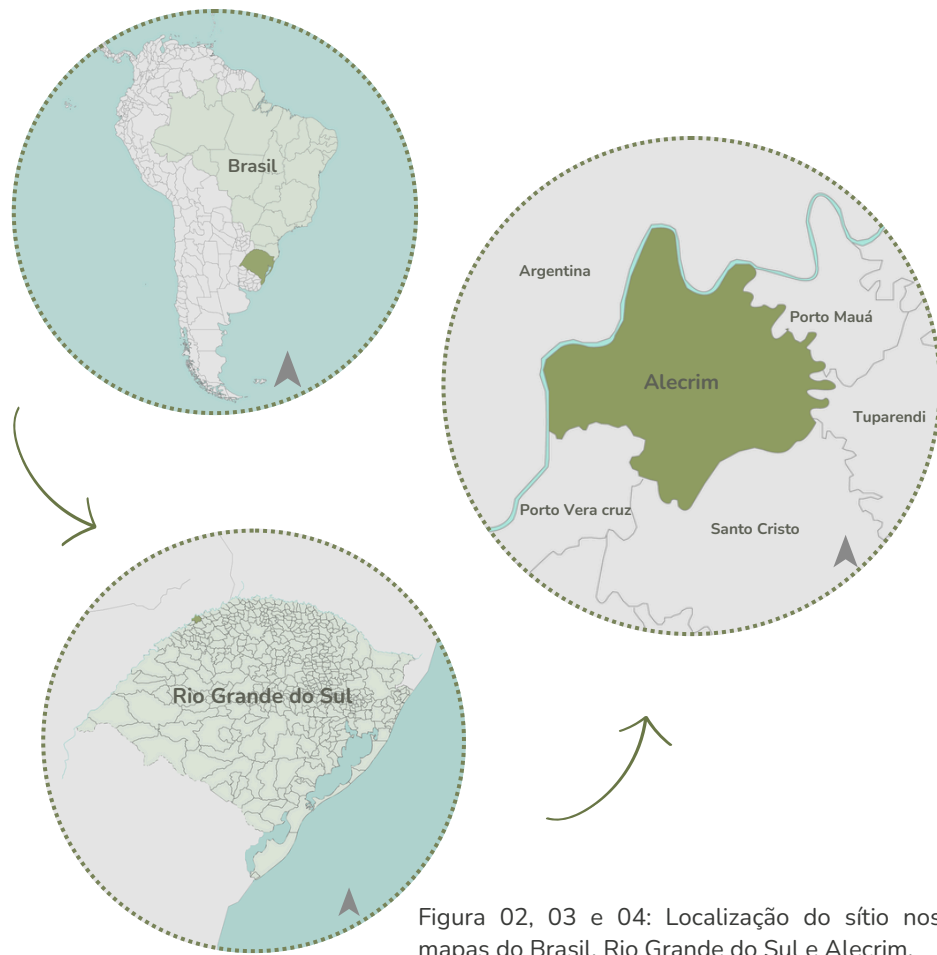 Brasil
Argentina
Porto Mauá
Alecrim
Tuparendi
Porto Vera cruz
Santo Cristo
Rio Grande do Sul
Figura 02, 03 e 04: Localização do sítio nos
mapas do Brasil, Rio Grande do Sul e Alecrim.